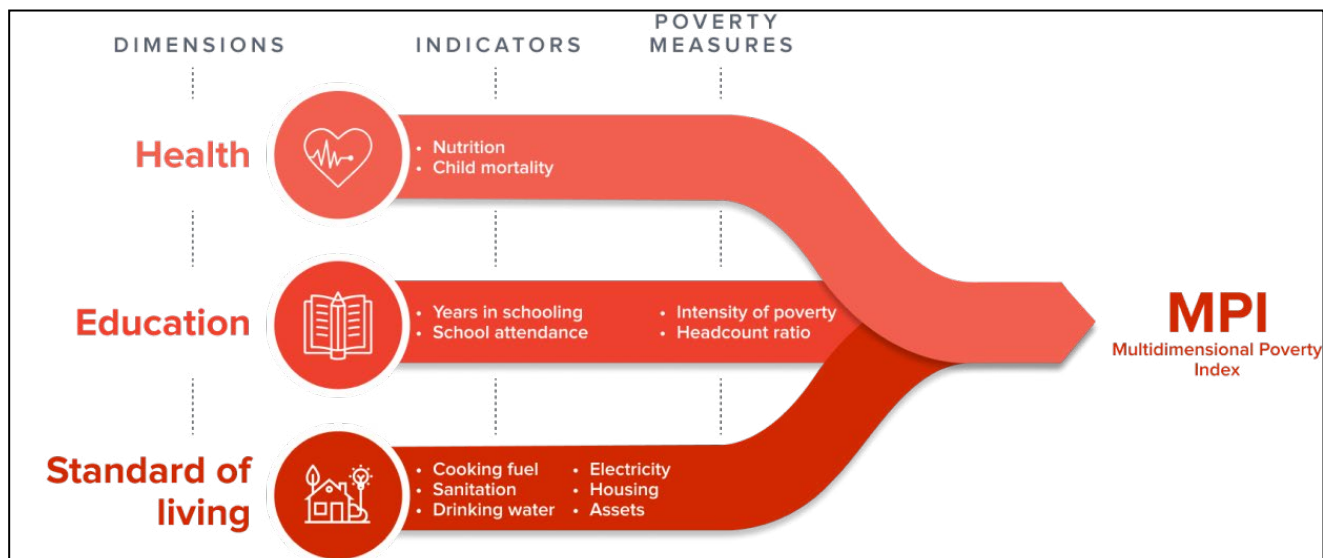 DIMENSIONS
INDICATORS
POVERTY
MEASURES
Health
• Nutrition
• Child mortality
Education
• Years in schooling
• School attendance
• Intensity of poverty
• Headcount ratio
Standard of
living
• Cooking fuel
• Sanitation
• Drinking water
• Electricity
• Housing
• Assets
MPI
Multidimensional Poverty
Index